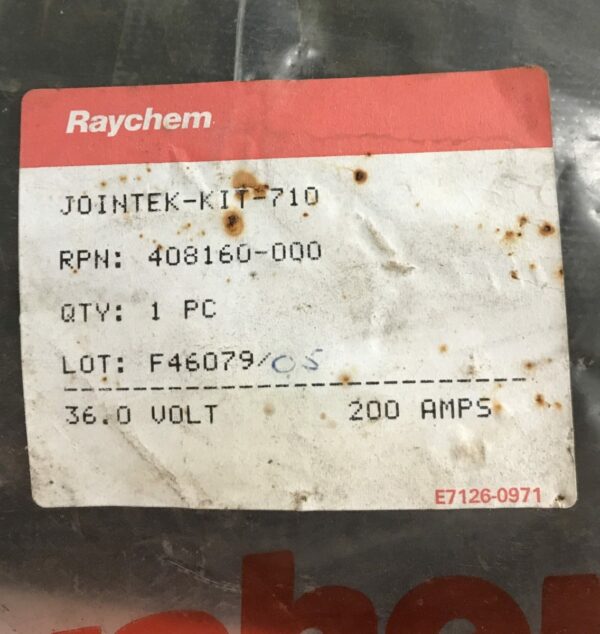 Raychem
JOINTEK-KIT-710
RPN: 408160-000
QTY: 1 PC
LOT: F46079/05
36.0 VOLT 200 AMPS
E7126-0971